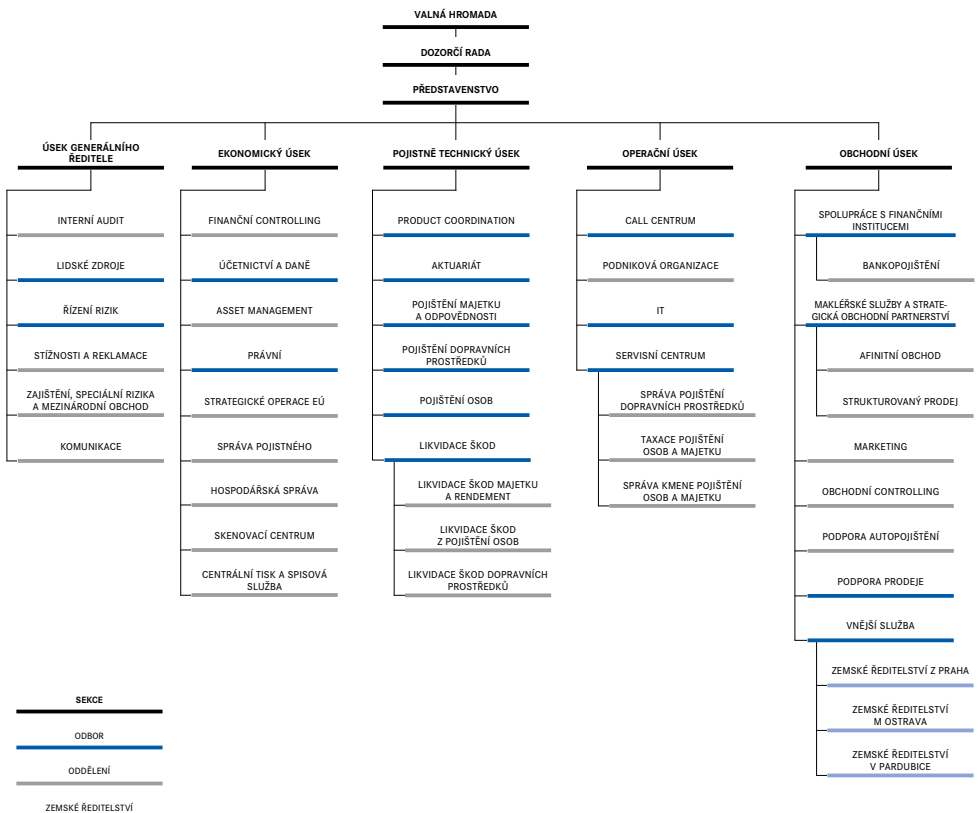 VALNÁ HROMADA
DOZORČÍ RADA
PŘEDSTAVENSTVO
ÚSEK GENERÁLNÍHO
ŘEDITELE
INTERNÍ AUDIT
LIDSKÉ ZDROJE
ŘÍZENÍ RIZIK
STÍŽNOSTI A REKLAMACE
ZAJIŠTĚNÍ, SPECIÁLNÍ RIZIKA
A MEZINÁRODNÍ OBCHOD
KOMUNIKACE
EKONOMICKÝ ÚSEK
FINANČNÍ CONTROLLING
ÚČETNICTVÍ A DANĚ
ASSET MANAGEMENT
PRÁVNÍ
STRATEGICKÉ OPERACE EÚ
SPRÁVA POJISTNÉHO
HOSPODÁŘSKÁ SPRÁVA
SKENOVACÍ CENTRUM
CENTRÁLNÍ TISK A SPISOVÁ
SLUŽBA
POJISTNĚ TECHNICKÝ ÚSEK
PRODUCT COORDINATION
AKTUARIÁT
POJIŠTĚNÍ MAJETKU
A ODPOVĚDNOSTI
POJIŠTĚNÍ DOPRAVNÍCH
PROSTŘEDKŮ
POJIŠTĚNÍ OSOB
LIKVIDACE ŠKOD
LIKVIDACE ŠKOD MAJETKU
A RENDEMENT
LIKVIDACE ŠKOD
Z POJIŠTĚNÍ OSOB
LIKVIDACE ŠKOD DOPRAVNÍCH
PROSTŘEDKŮ
OPERAČNÍ ÚSEK
CALL CENTRUM
PODNIKOVÁ ORGANIZACE
IT
SERVISNÍ CENTRUM
SPRÁVA POJIŠTĚNÍ
DOPRAVNÍCH PROSTŘEDKŮ
TAXACE POJIŠTĚNÍ
OSOB A MAJETKU
SPRÁVA KMENE POJIŠTĚNÍ
OSOB A MAJETKU
OBCHODNÍ ÚSEK
SPOLUPRÁCE S FINANČNÍMI
INSTITUCEMI
BANKOPOJIŠTĚNÍ
MAKLÉŘSKÉ SLUŽBY A STRATE-
GICKÁ OBCHODNÍ PARTNERSTVÍ
AFINITNÍ OBCHOD
STRUKTUROVANÝ PRODEJ
MARKETING
OBCHODNÍ CONTROLLING
PODPORA AUTOPOJIŠTĚNÍ
PODPORA PRODEJE
VNĚJŠÍ SLUŽBA
ZEMSKÉ ŘEDITELSTVÍ Z PRAHA
ZEMSKÉ ŘEDITELSTVÍ
M OSTRAVA
ZEMSKÉ ŘEDITELSTVÍ
V PARDUBICE
SEKCE
ODBOR
ODDĚLENÍ
ZEMSKÉ ŘEDITELSTVÍ